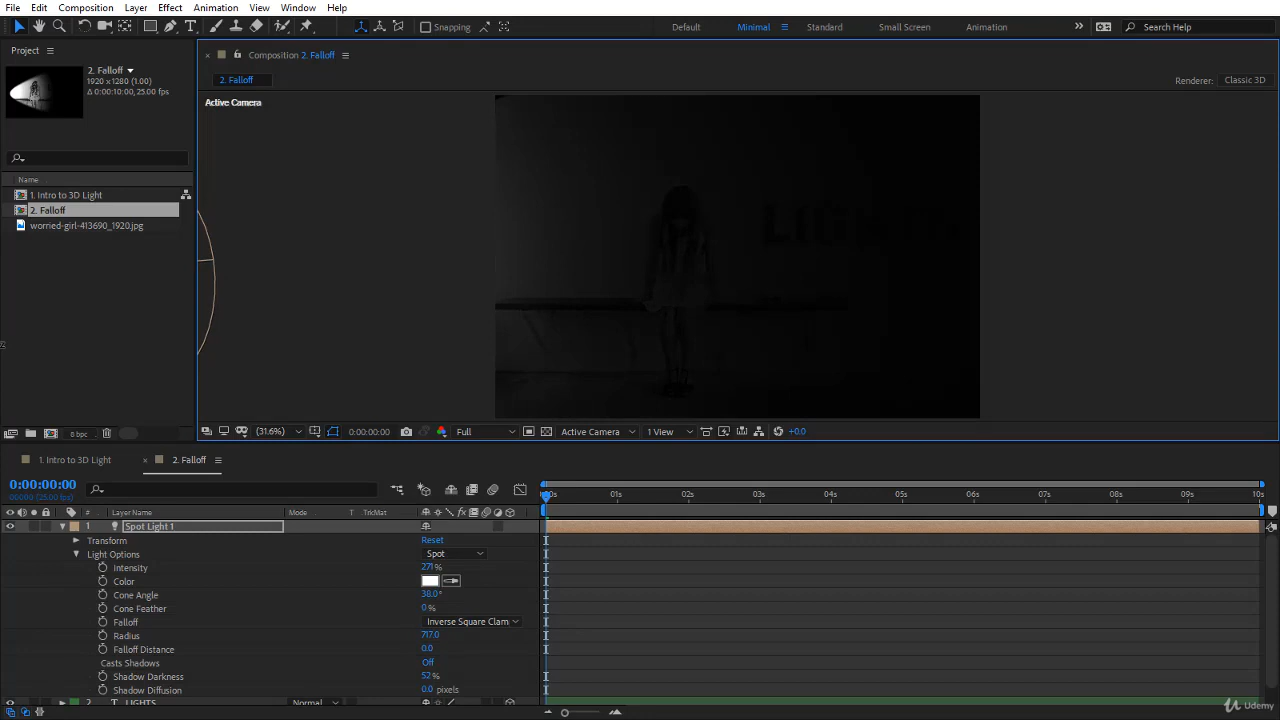 File Edit Composition Layer Effect Animation View Window Help
Snapping Default Minimal Standard Small Screen Animation Search Help
Project Composition 2. Falloff
2. Falloff
1920 x 1280 (1.00)
Δ 0:00:10:00, 25.00 fps
2. Falloff Renderer: Classic 3D
Active Camera
Name
1. Intro to 3D Light
2. Falloff
worried-girl-413690_1920.jpg
8 bpc (31.6%) 0:00:00:00 Full Active Camera 1 View +0.0
1. Intro to 3D Light 2. Falloff
0:00:00:00
00000 (25.00 fps)
01s 02s 03s 04s 05s 06s 07s 08s 09s 10s
# Layer Name Mode T TrkMat
1 Spot Light 1
Transform Reset
Light Options Spot
Intensity 271 %
Color
Cone Angle 38.0°
Cone Feather 0 %
Falloff Inverse Square Clam
Radius 717.0
Falloff Distance 0.0
Casts Shadows Off
Shadow Darkness 52 %
Shadow Diffusion 0.0 pixels
2 T LIGHTS Normal
Udemy